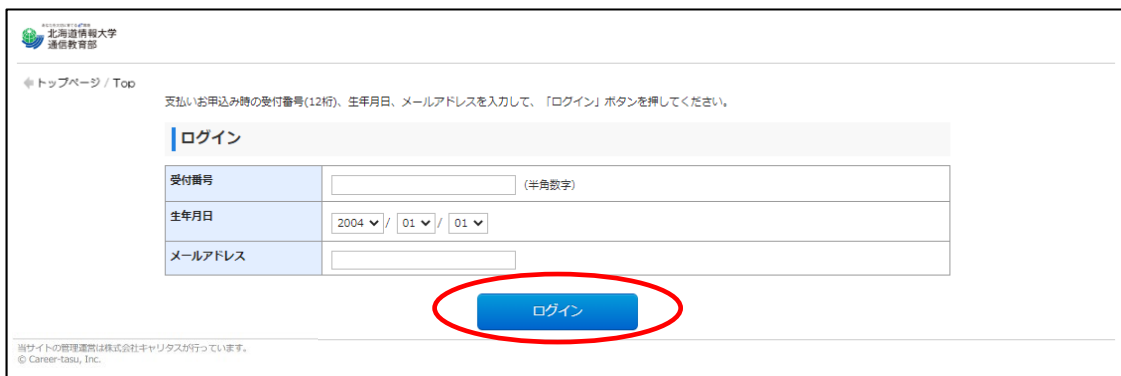 北海道情報大学
通信教育部
トップページ / Top
支払いお申込み時の受付番号(12桁)、生年月日、メールアドレスを入力して、「ログイン」ボタンを押してください。
ログイン
受付番号 (半角数字)
生年月日 2004 / 01 / 01
メールアドレス
ログイン
当サイトの管理運営は株式会社キャリタスが行っています。
© Career-tasu, Inc.